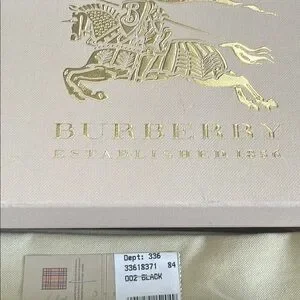 BURBERRY
ESTABLISHED 1856
Dept: 336
33618371 84
002 BLACK